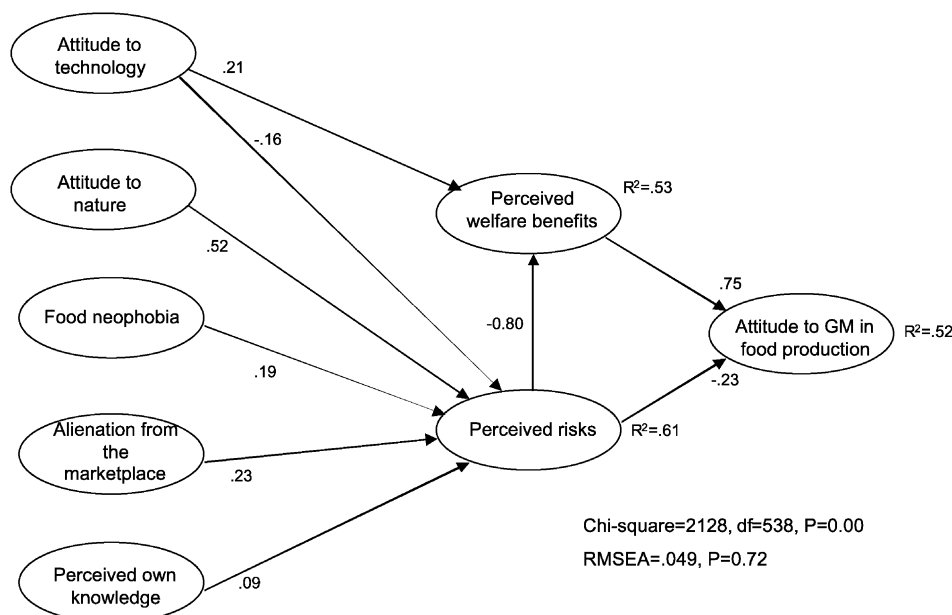 Attitude to
technology
.21
-.16
Attitude to
nature
.52
Perceived
welfare benefits
R²=.53
Food neophobia
.19
-0.80
.75
Attitude to GM in
food production
R²=.52
-.23
Alienation from
the
marketplace
.23
Perceived risks
R²=.61
Perceived own
knowledge
.09
Chi-square=2128, df=538, P=0.00
RMSEA=.049, P=0.72